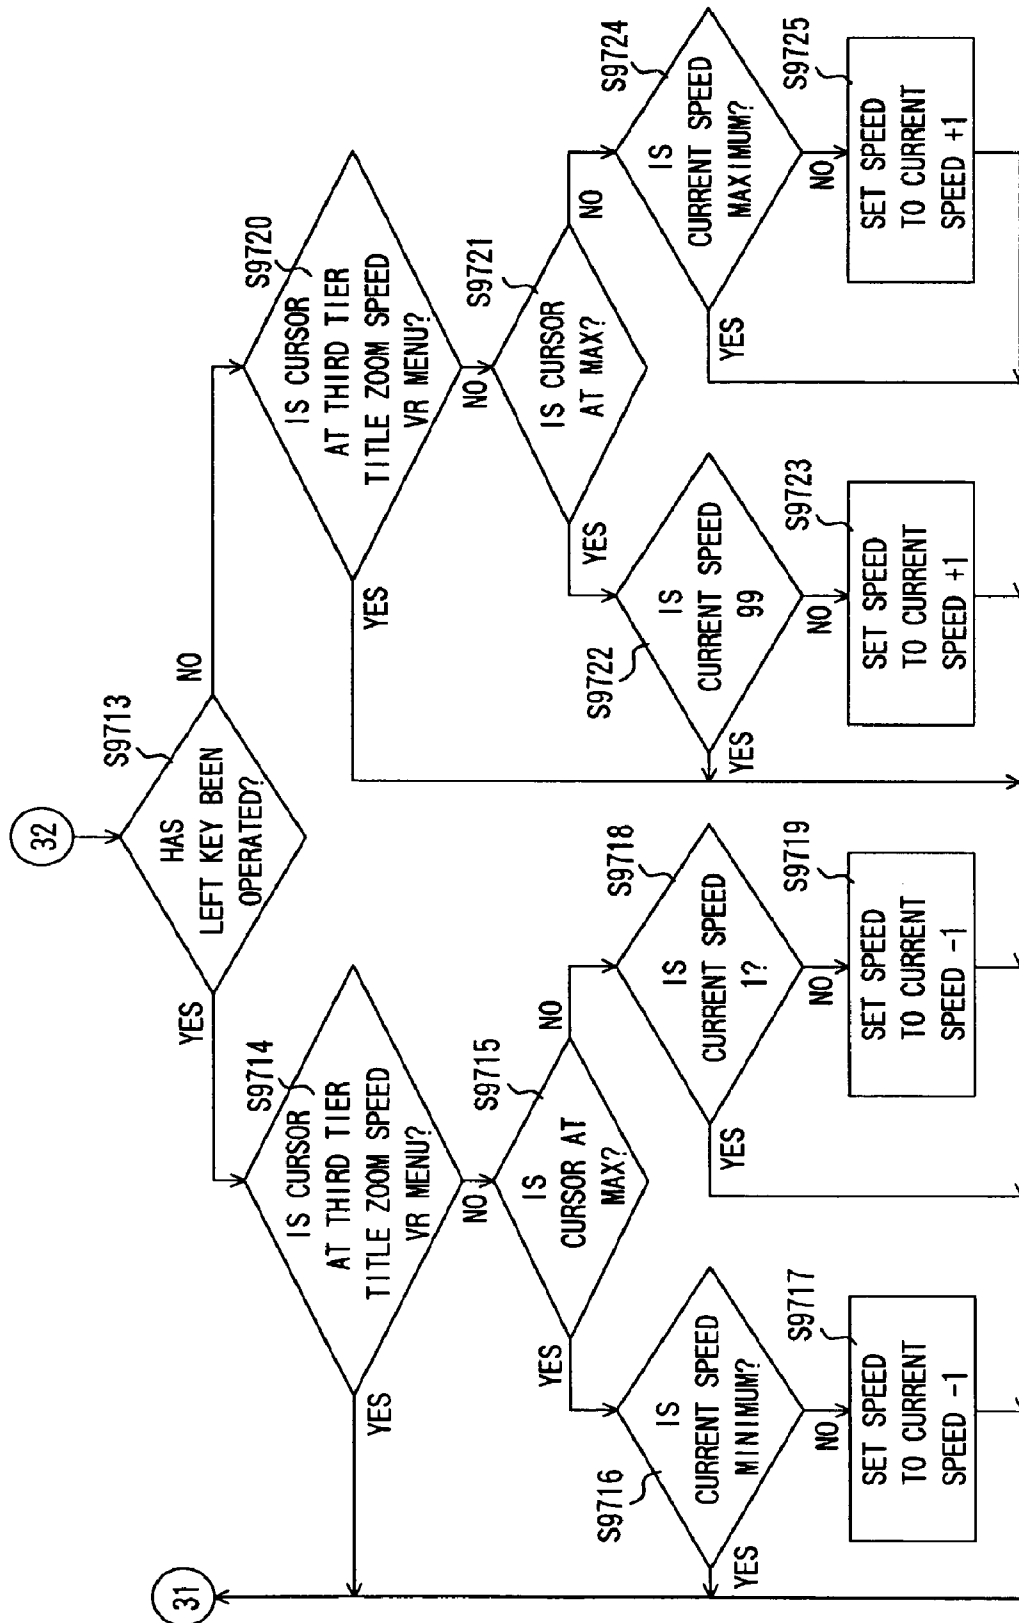 32
S9713
HAS
LEFT KEY BEEN
OPERATED?
YES
NO
31
S9714
IS CURSOR
AT THIRD TIER
TITLE ZOOM SPEED
VR MENU?
YES
NO
S9715
IS
CURSOR AT
MAX?
YES
NO
S9716
IS
CURRENT SPEED
MINIMUM?
YES
NO
S9717
SET SPEED
TO CURRENT
SPEED -1
S9718
IS
CURRENT SPEED
1?
YES
NO
S9719
SET SPEED
TO CURRENT
SPEED -1
S9720
IS CURSOR
AT THIRD TIER
TITLE ZOOM SPEED
VR MENU?
YES
NO
S9721
IS CURSOR
AT MAX?
YES
NO
S9722
IS
CURRENT SPEED
99
YES
NO
S9723
SET SPEED
TO CURRENT
SPEED +1
S9724
IS
CURRENT SPEED
MAXIMUM?
YES
NO
S9725
SET SPEED
TO CURRENT
SPEED +1